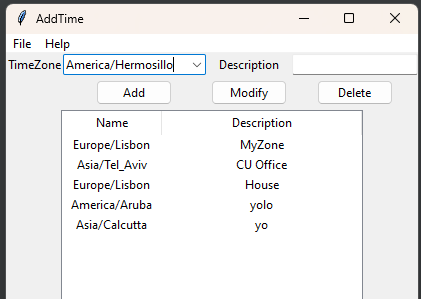 AddTime
File Help
TimeZone America/Hermosillo Description
Add Modify Delete
Name Description
Europe/Lisbon MyZone
Asia/Tel_Aviv CU Office
Europe/Lisbon House
America/Aruba yolo
Asia/Calcutta yo